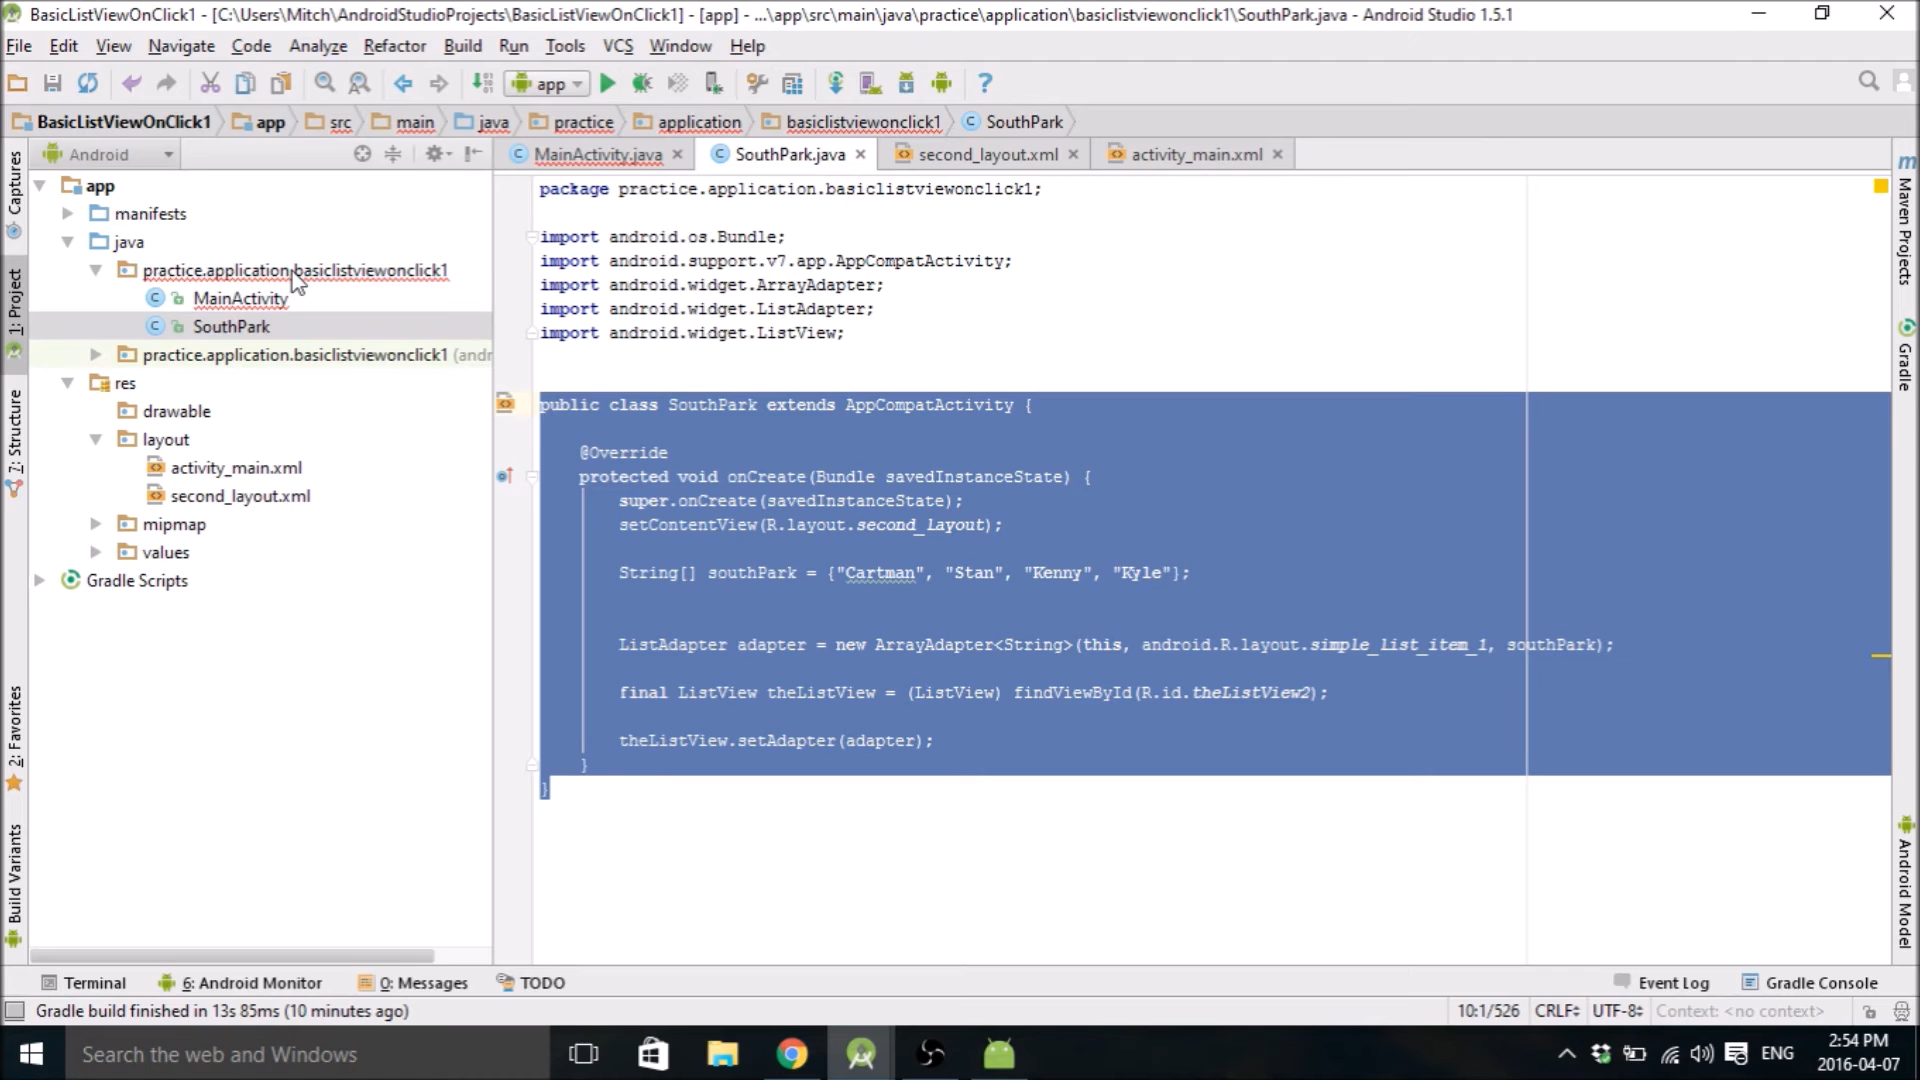 BasicListViewOnClick1 - [C:\Users\Mitch\AndroidStudioProjects\BasicListViewOnClick1] - [app] - ...\app\src\main\java\practice\application\basiclistviewonclick1\SouthPark.java - Android Studio 1.5.1
File Edit View Navigate Code Analyze Refactor Build Run Tools VCS Window Help
app
BasicListViewOnClick1 app src main java practice application basiclistviewonclick1 SouthPark
Android
MainActivity.java SouthPark.java second_layout.xml activity_main.xml
Captures
1: Project
7: Structure
2: Favorites
Build Variants
app
manifests
java
practice.application.basiclistviewonclick1
MainActivity
SouthPark
practice.application.basiclistviewonclick1 (andr
res
drawable
layout
activity_main.xml
second_layout.xml
mipmap
values
Gradle Scripts
package practice.application.basiclistviewonclick1;
import android.os.Bundle;
import android.support.v7.app.AppCompatActivity;
import android.widget.ArrayAdapter;
import android.widget.ListAdapter;
import android.widget.ListView;
public class SouthPark extends AppCompatActivity {
@Override
protected void onCreate(Bundle savedInstanceState) {
super.onCreate(savedInstanceState);
setContentView(R.layout.second_layout);
String[] southPark = {"Cartman", "Stan", "Kenny", "Kyle"};
ListAdapter adapter = new ArrayAdapter<String>(this, android.R.layout.simple_list_item_1, southPark);
final ListView theListView = (ListView) findViewById(R.id.theListView2);
theListView.setAdapter(adapter);
}
}
Maven Projects
Gradle
Android Model
Terminal 6: Android Monitor 0: Messages TODO Event Log Gradle Console
Gradle build finished in 13s 85ms (10 minutes ago) 10:1/526 CRLF UTF-8 Context: <no context>
Search the web and Windows
ENG
2:54 PM
2016-04-07